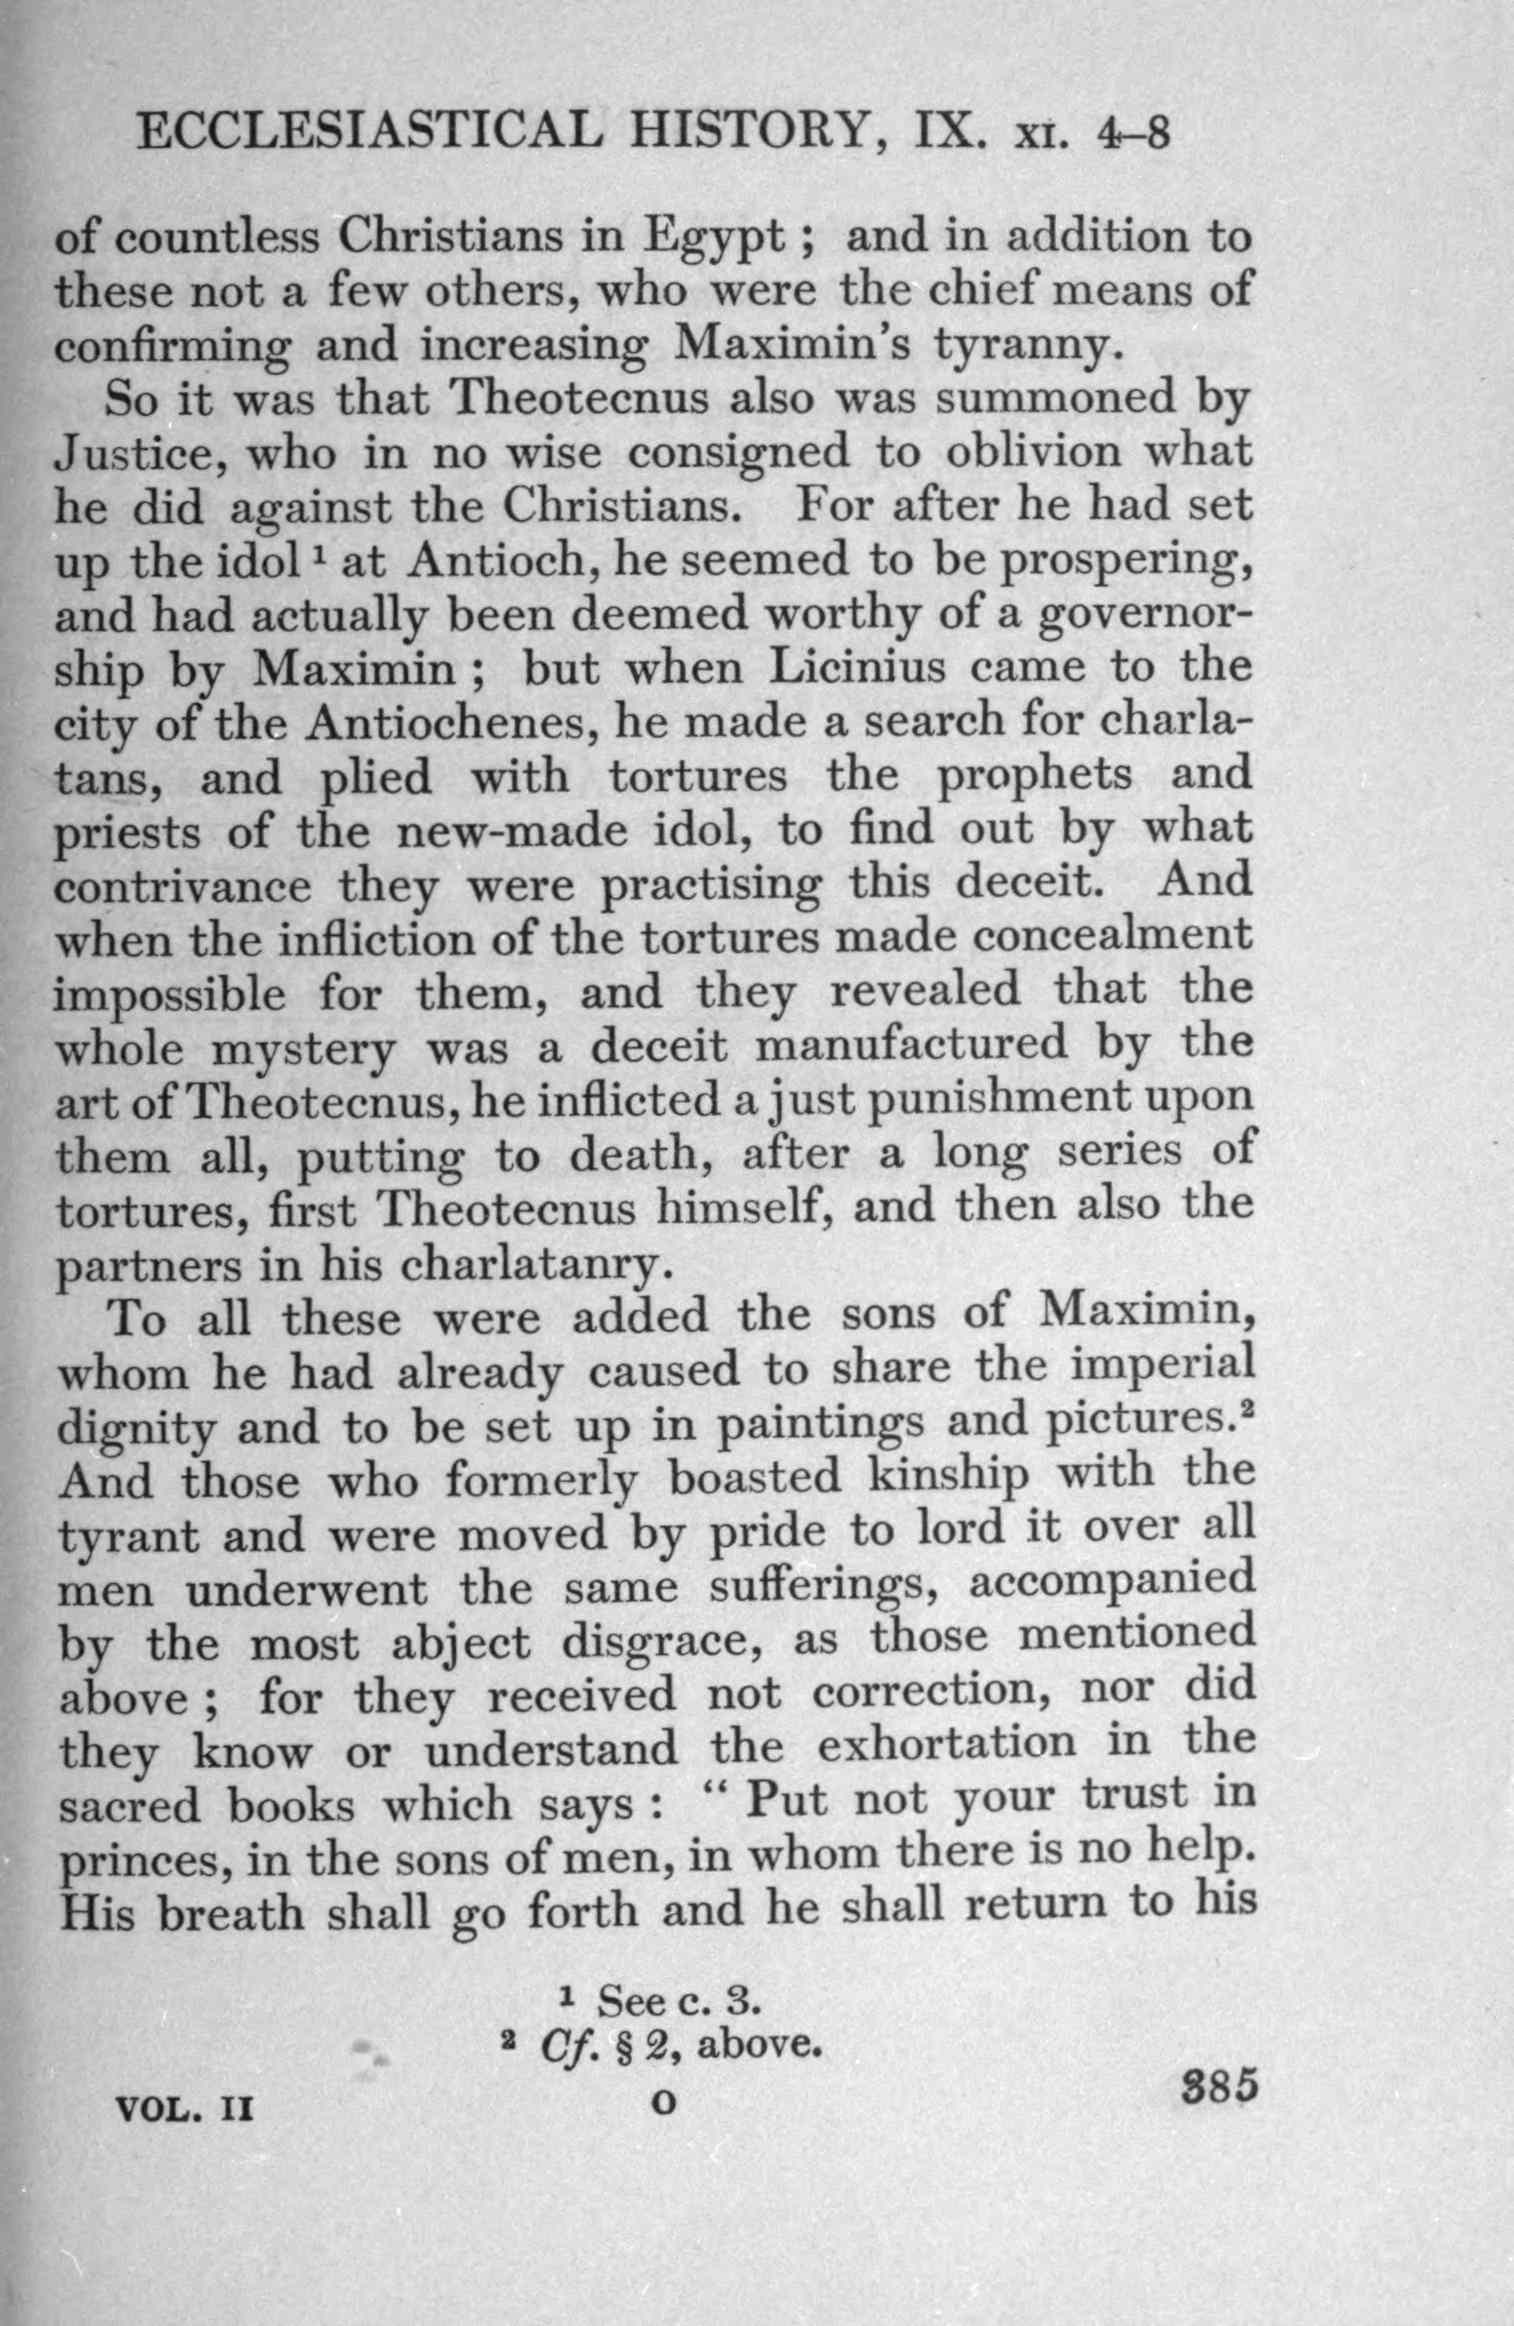 ECCLESIASTICAL HISTORY, IX. XI. 4–8
of countless Christians in Egypt ; and in addition to
these not a few others, who were the chief means of
confirming and increasing Maximin's tyranny.
So it was that Theotecnus also was summoned by
Justice, who in no wise consigned to oblivion what
he did against the Christians. For after he had set
up the idol ¹ at Antioch, he seemed to be prospering,
and had actually been deemed worthy of a governor-
ship by Maximin ; but when Licinius came to the
city of the Antiochenes, he made a search for charla-
tans, and plied with tortures the prophets and
priests of the new-made idol, to find out by what
contrivance they were practising this deceit. And
when the infliction of the tortures made concealment
impossible for them, and they revealed that the
whole mystery was a deceit manufactured by the
art of Theotecnus, he inflicted a just punishment upon
them all, putting to death, after a long series of
tortures, first Theotecnus himself, and then also the
partners in his charlatanry.
To all these were added the sons of Maximin,
whom he had already caused to share the imperial
dignity and to be set up in paintings and pictures.²
And those who formerly boasted kinship with the
tyrant and were moved by pride to lord it over all
men underwent the same sufferings, accompanied
by the most abject disgrace, as those mentioned
above ; for they received not correction, nor did
they know or understand the exhortation in the
sacred books which says : “ Put not your trust in
princes, in the sons of men, in whom there is no help.
His breath shall go forth and he shall return to his
¹ See c. 3.
² Cf. § 2, above.
VOL. II O 385